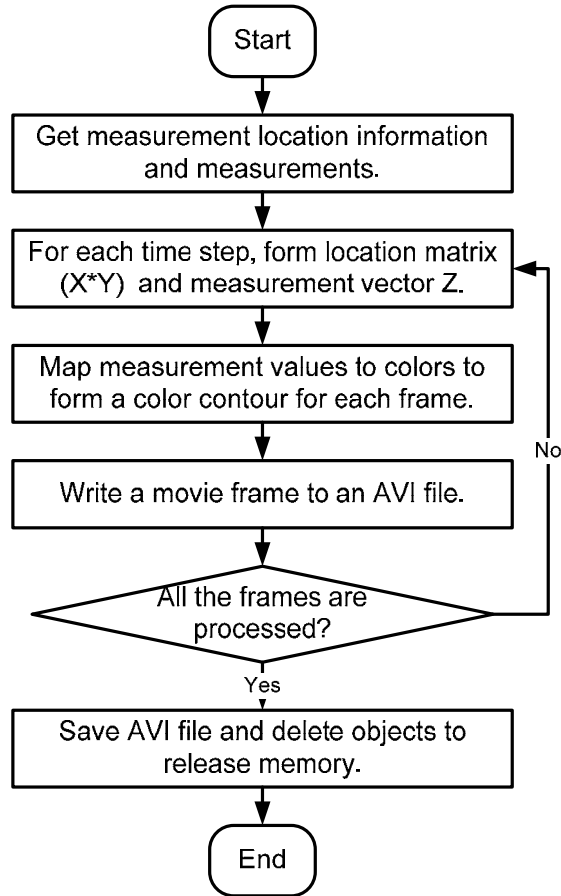 Start
Get measurement location information
and measurements.
For each time step, form location matrix
(X*Y) and measurement vector Z.
Map measurement values to colors to
form a color contour for each frame.
No
Write a movie frame to an AVI file.
All the frames are
processed?
Yes
Save AVI file and delete objects to
release memory.
End